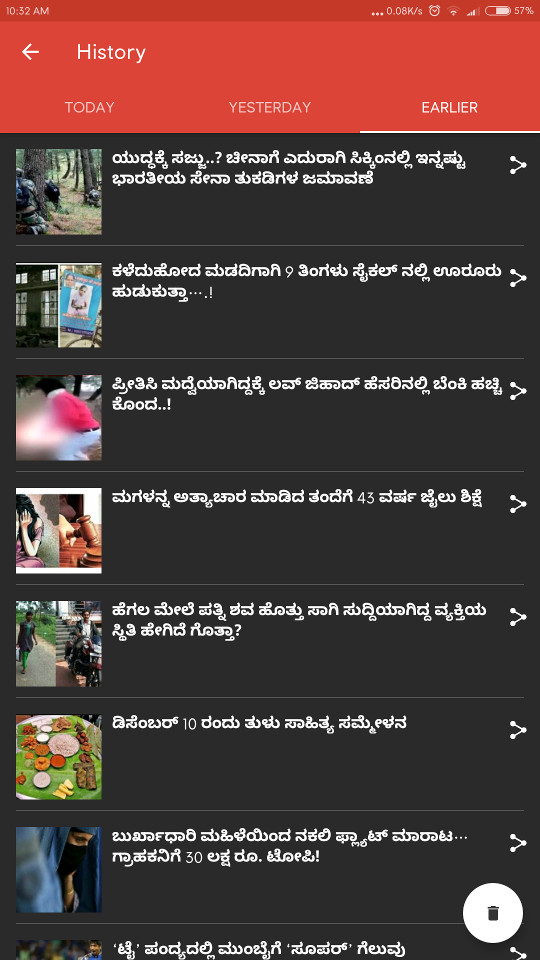 10:32 AM
0.08K/s
57%
History
TODAY
YESTERDAY
EARLIER
ಯುದ್ಧಕ್ಕೆ ಸಜ್ಜು..? ಚೀನಾಗೆ ಎದುರಾಗಿ ಸಿಕ್ಕಿಂನಲ್ಲಿ ಇನ್ನಷ್ಟು
ಭಾರತೀಯ ಸೇನಾ ತುಕಡಿಗಳ ಜಮಾವಣೆ
ಕಳೆದುಹೋದ ಮಡದಿಗಾಗಿ 9 ತಿಂಗಳು ಸೈಕಲ್ ನಲ್ಲಿ ಊರೂರು
ಹುಡುಕುತ್ತಾ….!
ಪ್ರೀತಿಸಿ ಮದ್ವೆಯಾಗಿದ್ದಕ್ಕೆ ಲವ್ ಜಿಹಾದ್ ಹೆಸರಿನಲ್ಲಿ ಬೆಂಕಿ ಹಚ್ಚಿ
ಕೊಂದ..!
ಮಗಳನ್ನ ಅತ್ಯಾಚಾರ ಮಾಡಿದ ತಂದೆಗೆ 43 ವರ್ಷ ಜೈಲು ಶಿಕ್ಷೆ
ಹೆಗಲ ಮೇಲೆ ಪತ್ನಿ ಶವ ಹೊತ್ತು ಸಾಗಿ ಸುದ್ದಿಯಾಗಿದ್ದ ವ್ಯಕ್ತಿಯ
ಸ್ಥಿತಿ ಹೇಗಿದೆ ಗೊತ್ತಾ?
ಡಿಸೆಂಬರ್ 10 ರಂದು ತುಳು ಸಾಹಿತ್ಯ ಸಮ್ಮೇಳನ
ಬುರ್ಖಾಧಾರಿ ಮಹಿಳೆಯಿಂದ ನಕಲಿ ಫ್ಲ್ಯಾಟ್ ಮಾರಾಟ…
ಗ್ರಾಹಕನಿಗೆ 30 ಲಕ್ಷ ರೂ. ಟೋಪಿ!
‘ಟೈ’ ಪಂದ್ಯದಲ್ಲಿ ಮುಂಬೈಗೆ ‘ಸೂಪರ್’ ಗೆಲುವು